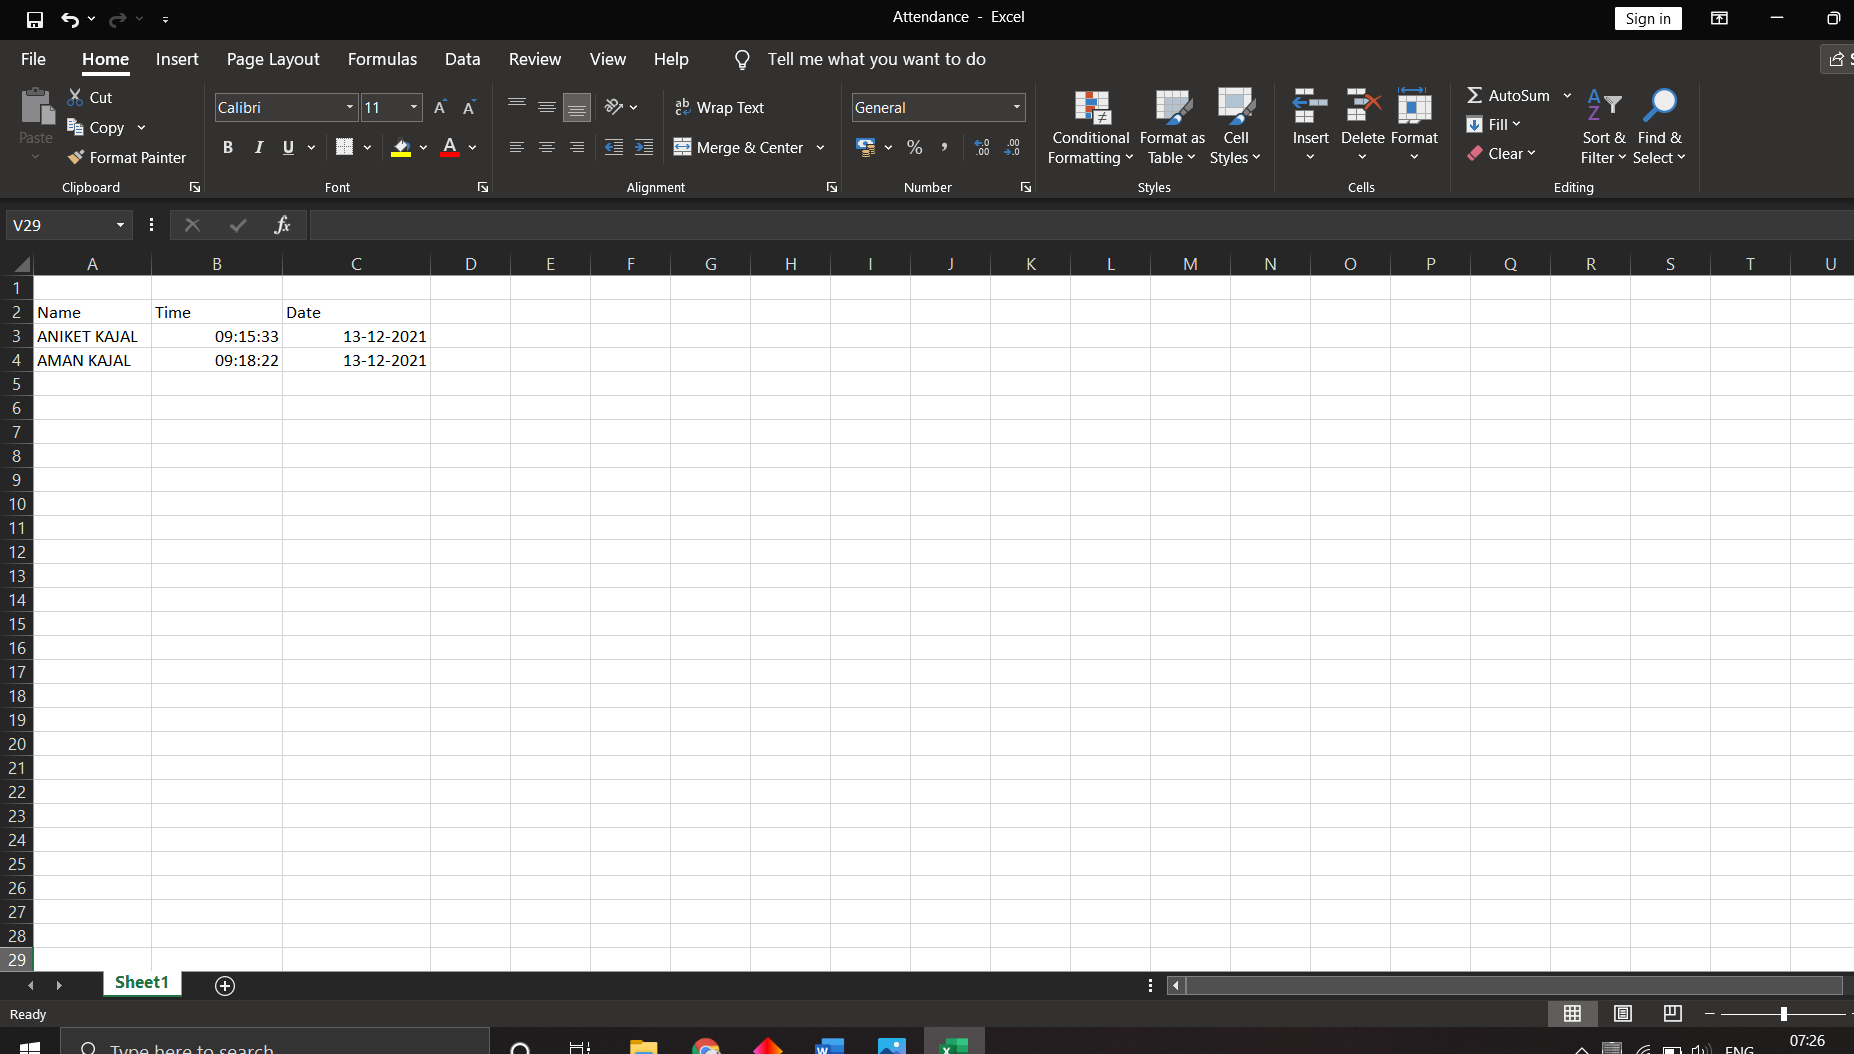 Attendance - Excel
Sign in
File Home Insert Page Layout Formulas Data Review View Help Tell me what you want to do
Paste
Cut
Copy
Format Painter
Clipboard
Calibri 11
B I U
Font
Wrap Text
Merge & Center
Alignment
General
Number
Conditional Formatting
Format as Table
Cell Styles
Styles
Insert Delete Format
Cells
AutoSum
Fill
Clear
Sort & Filter
Find & Select
Editing
V29
fx
A B C D E F G H I J K L M N O P Q R S T U
1
2 Name Time Date
3 ANIKET KAJAL 09:15:33 13-12-2021
4 AMAN KAJAL 09:18:22 13-12-2021
5
6
7
8
9
10
11
12
13
14
15
16
17
18
19
20
21
22
23
24
25
26
27
28
29
Sheet1
Ready
Type here to search
ENG
07:26